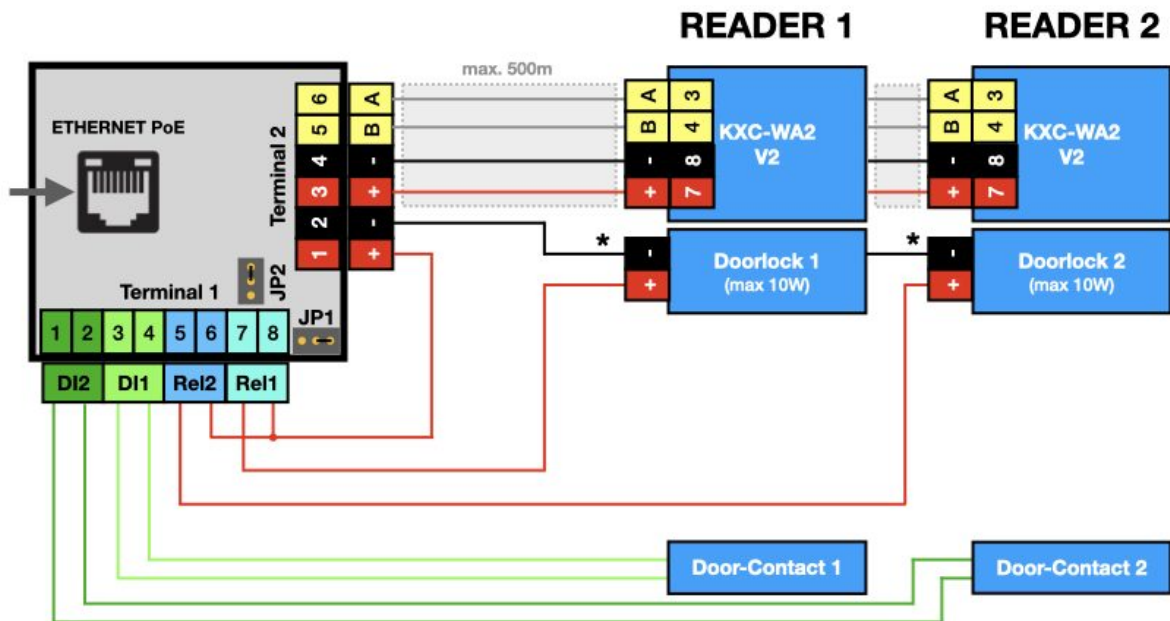 READER 1
READER 2
max. 500m
ETHERNET PoE
Terminal 2
6
5
4
3
2
1
A
B
-
+
-
+
A 3
B 4
- 8
+ 7
KXC-WA2
V2
A 3
B 4
- 8
+ 7
KXC-WA2
V2
*
-
+
Doorlock 1
(max 10W)
*
-
+
Doorlock 2
(max 10W)
Terminal 1
JP2
JP1
1 2 3 4 5 6 7 8
DI2 DI1 Rel2 Rel1
Door-Contact 1
Door-Contact 2